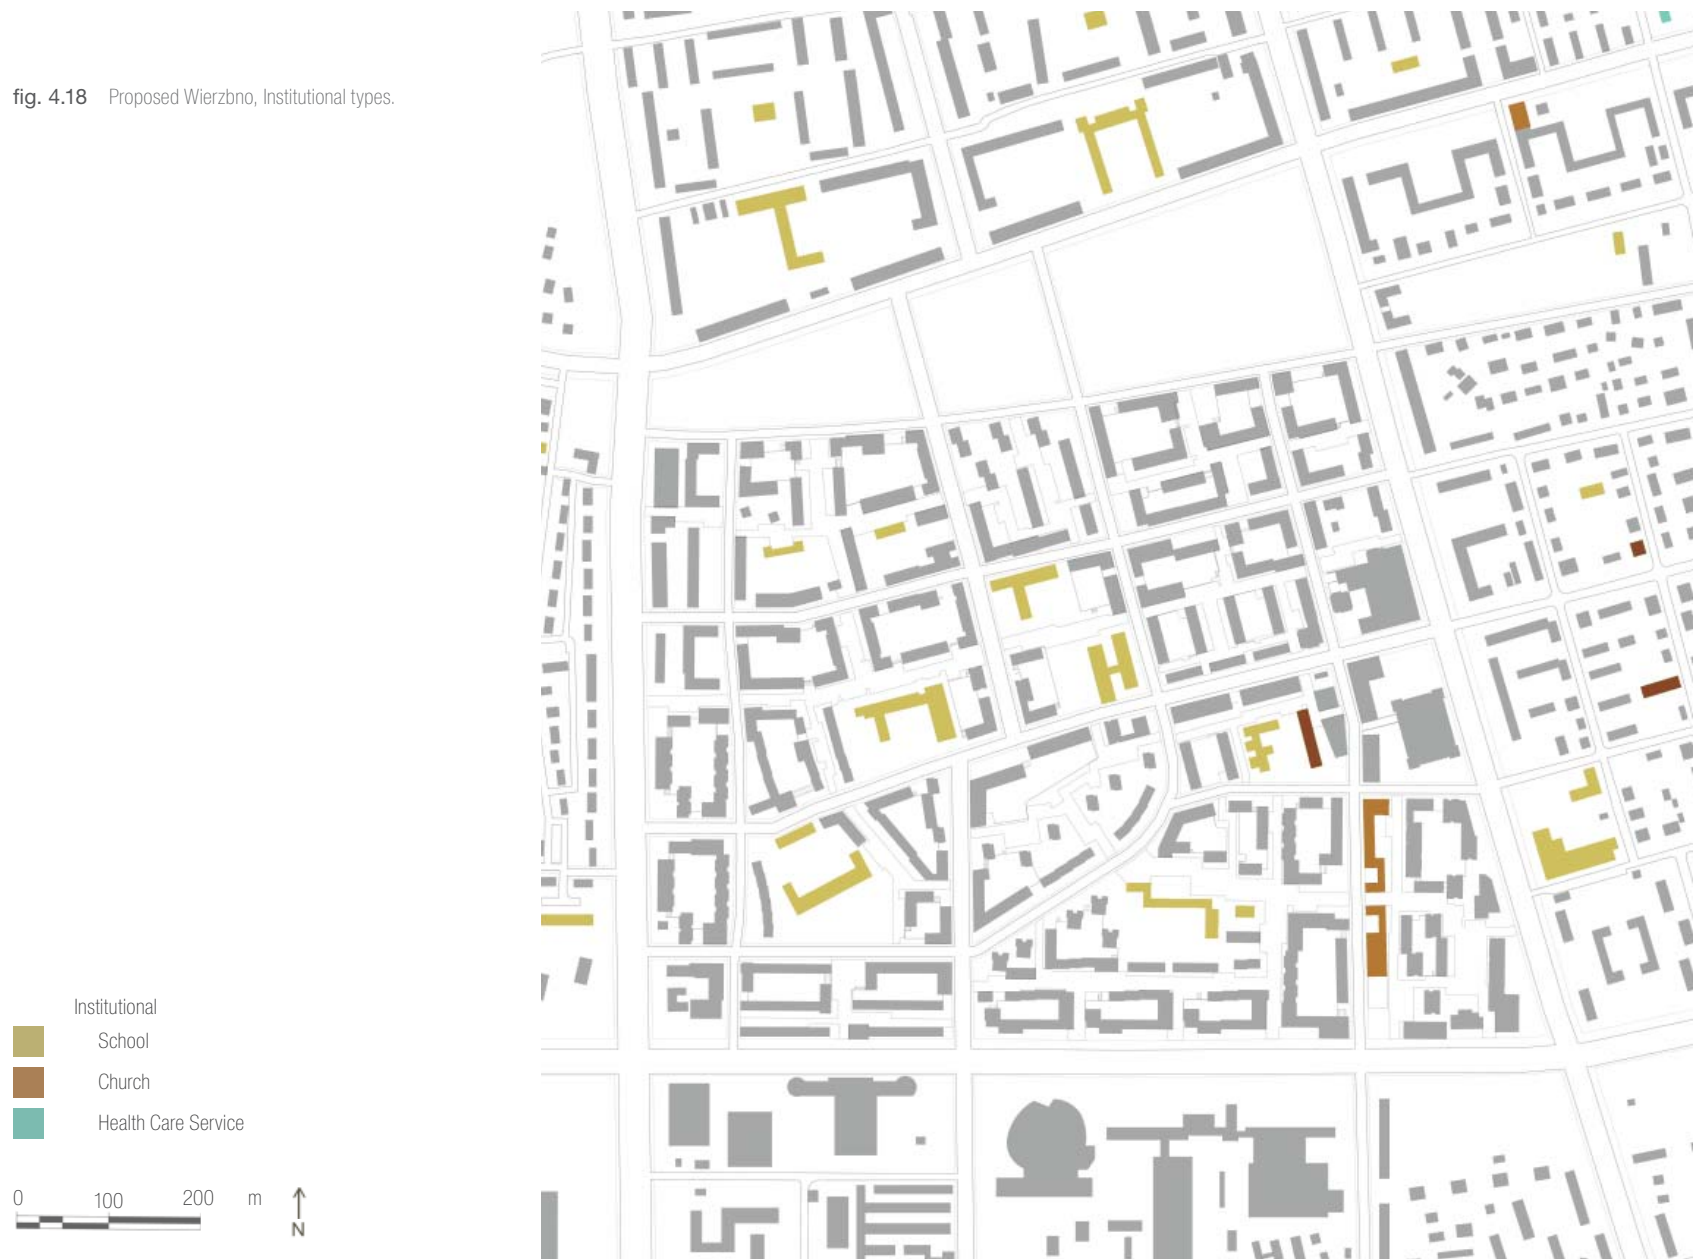 fig. 4.18 Proposed Wierzbno, Institutional types.
Institutional
School
Church
Health Care Service
0 100 200 m
N